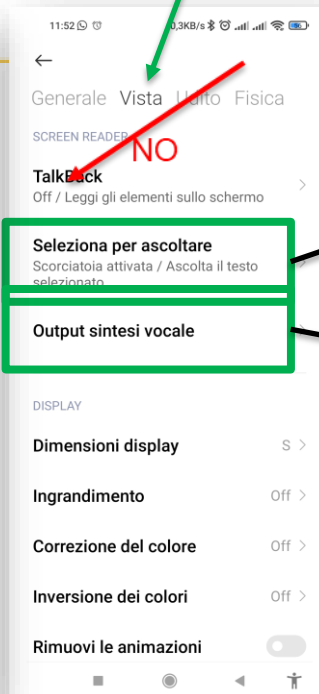 11:52
0,3KB/s
Generale Vista Udito Fisica
SCREEN READER
NO
TalkBack
Off / Leggi gli elementi sullo schermo
Seleziona per ascoltare
Scorciatoia attivata / Ascolta il testo
selezionato
Output sintesi vocale
DISPLAY
Dimensioni display S
Ingrandimento Off
Correzione del colore Off
Inversione dei colori Off
Rimuovi le animazioni